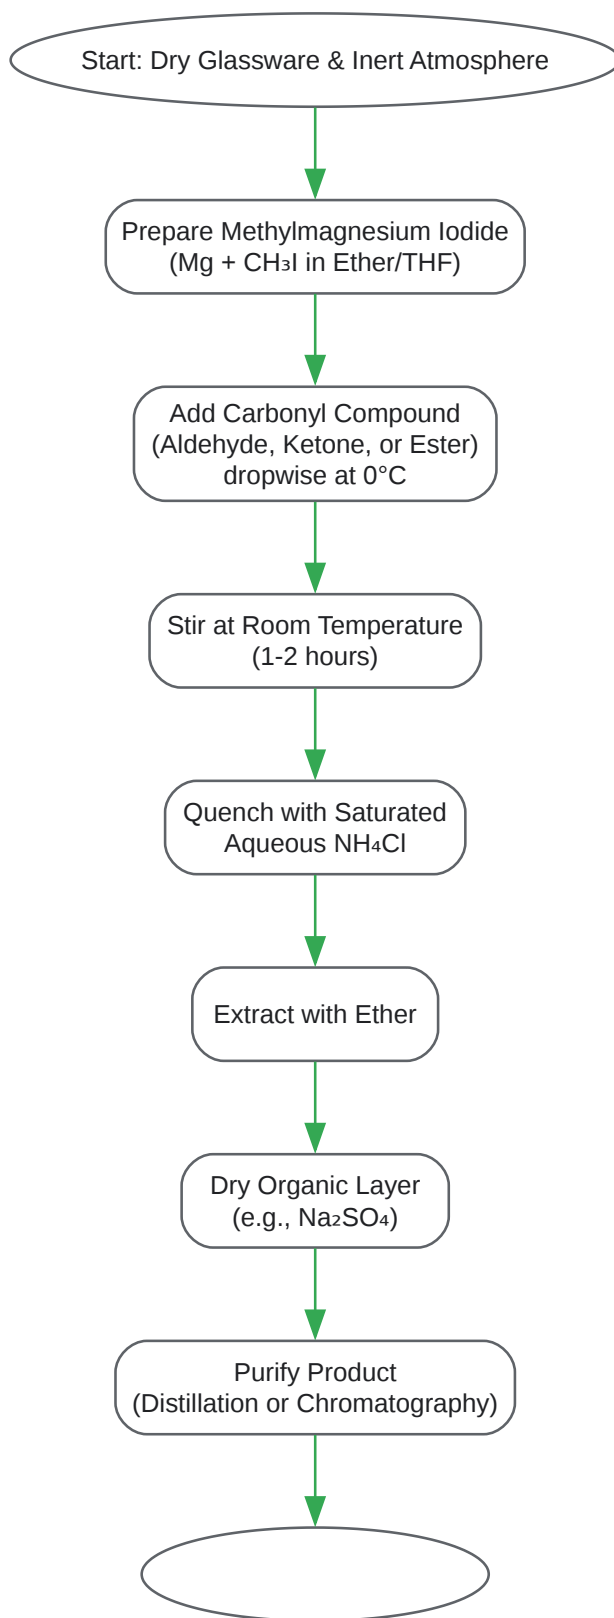 Start: Dry Glassware & Inert Atmosphere
Prepare Methylmagnesium Iodide
(Mg + CH₃I in Ether/THF)
Add Carbonyl Compound
(Aldehyde, Ketone, or Ester)
dropwise at 0°C
Stir at Room Temperature
(1-2 hours)
Quench with Saturated
Aqueous NH₄Cl
Extract with Ether
Dry Organic Layer
(e.g., Na₂SO₄)
Purify Product
(Distillation or Chromatography)